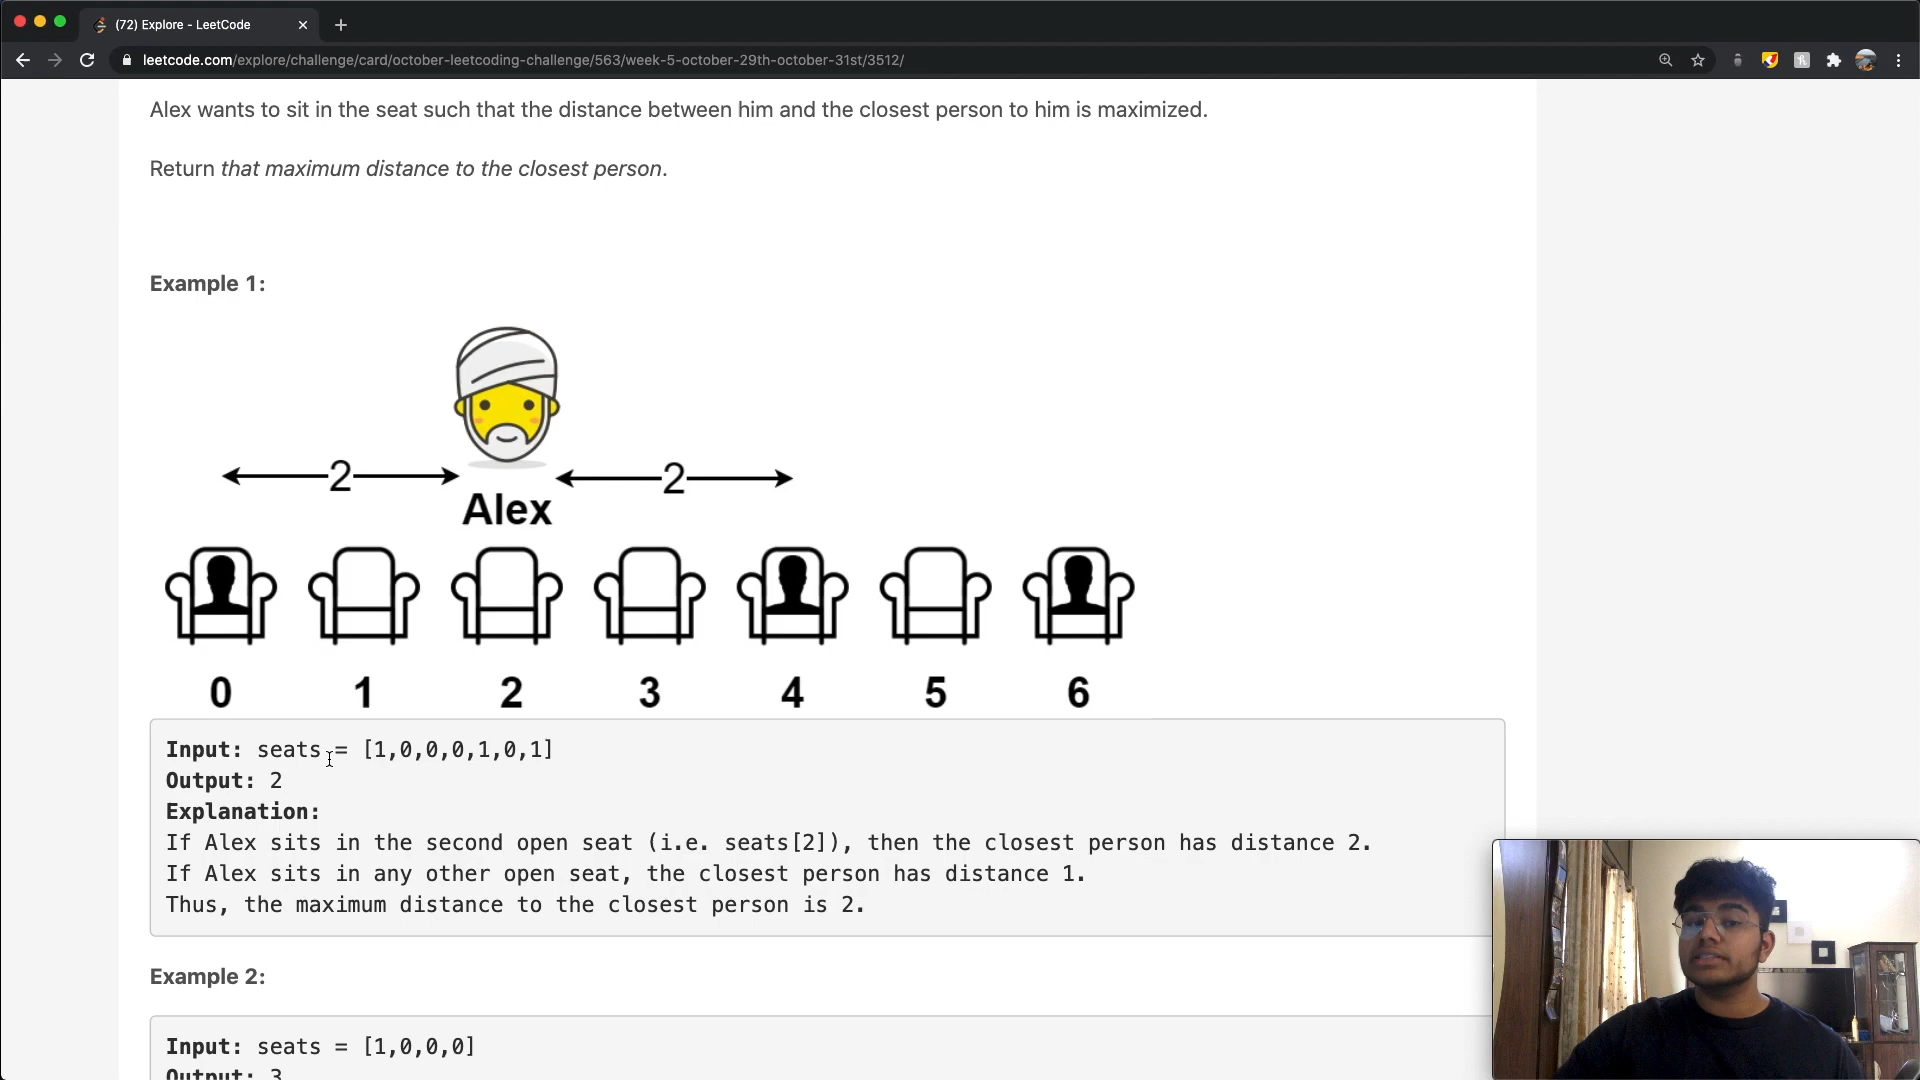 (72) Explore - LeetCode
leetcode.com/explore/challenge/card/october-leetcoding-challenge/563/week-5-october-29th-october-31st/3512/
Alex wants to sit in the seat such that the distance between him and the closest person to him is maximized.
Return that maximum distance to the closest person.
Example 1:
2 2
Alex
0 1 2 3 4 5 6
Input: seats = [1,0,0,0,1,0,1]
Output: 2
Explanation:
If Alex sits in the second open seat (i.e. seats[2]), then the closest person has distance 2.
If Alex sits in any other open seat, the closest person has distance 1.
Thus, the maximum distance to the closest person is 2.
Example 2:
Input: seats = [1,0,0,0]
Output: 3